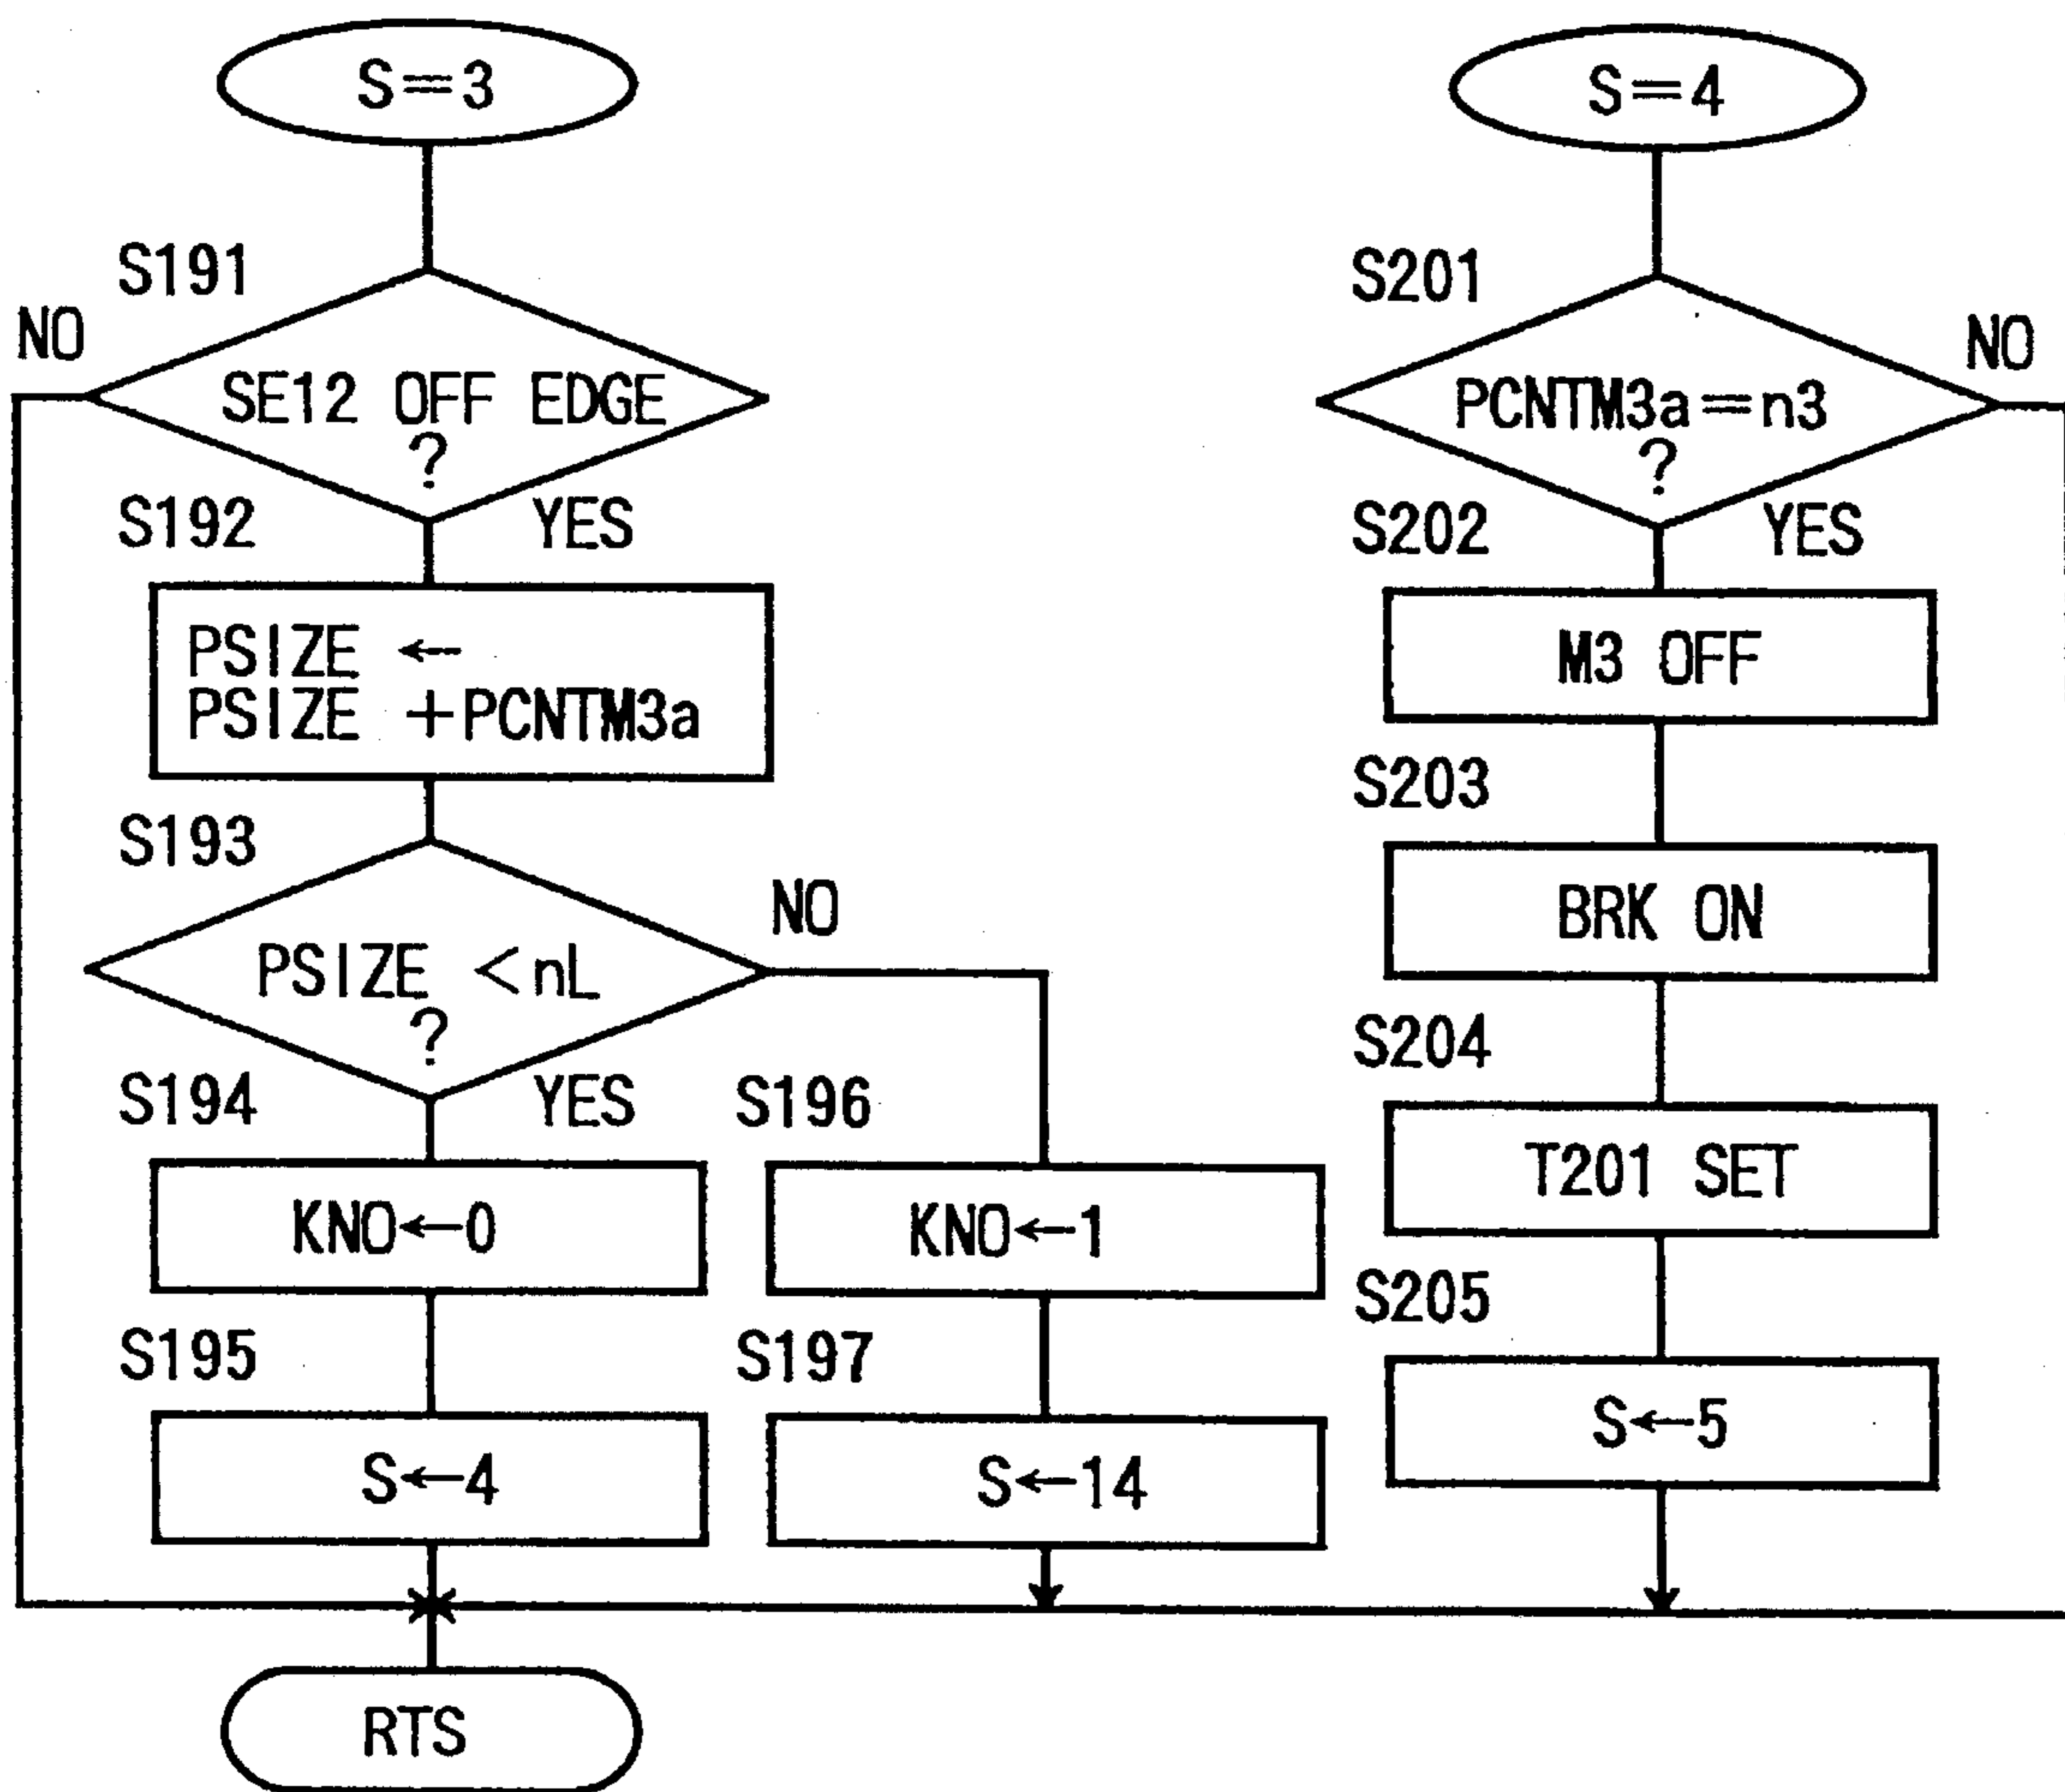 S=3
S191
NO
SE12 OFF EDGE
?
S192
YES
PSIZE ←
PSIZE +PCNTM3a
S193
NO
PSIZE <nL
?
S194
YES
S196
KNO←0
KNO←1
S195
S197
S←4
S←14
RTS
S=4
S201
NO
PCNTM3a=n3
?
S202
YES
M3 OFF
S203
BRK ON
S204
T201 SET
S205
S←5